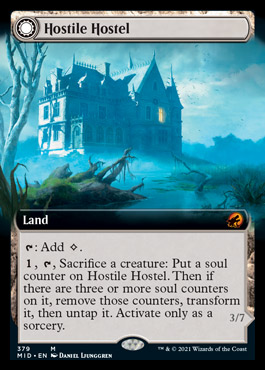 Hostile Hostel
Land
: Add .
1, , Sacrifice a creature: Put a soul
counter on Hostile Hostel. Then if
there are three or more soul counters
on it, remove those counters, transform
it, then untap it. Activate only as a
sorcery.
3/7
379 M
MID • EN DANIEL LJUNGGREN
™ & © 2021 Wizards of the Coast